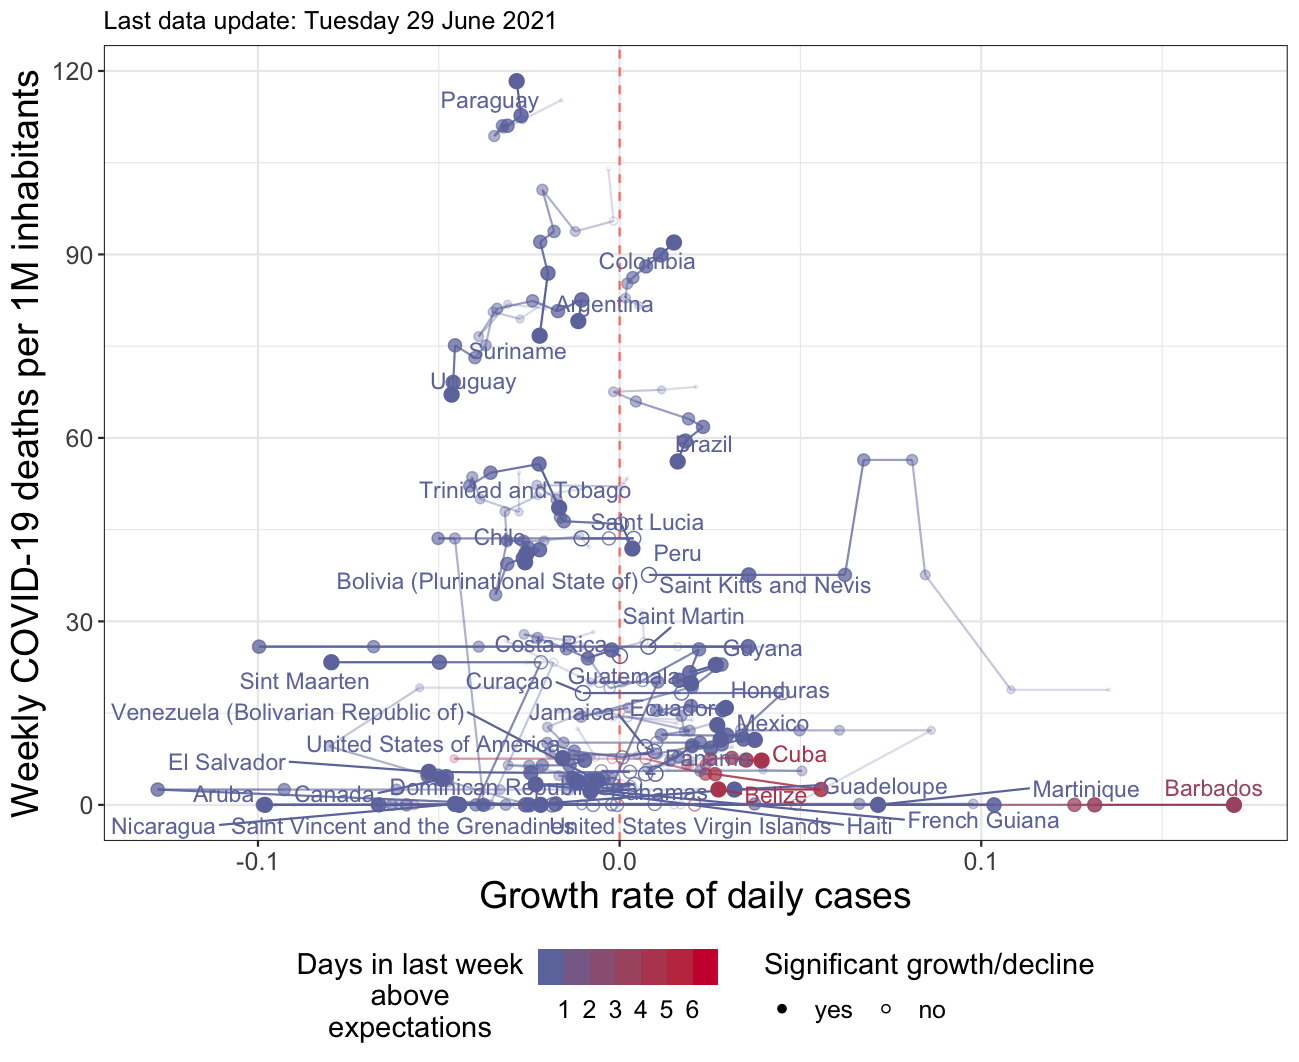 Last data update: Tuesday 29 June 2021
Weekly COVID-19 deaths per 1M inhabitants
120
90
60
30
0
Paraguay
Colombia
Argentina
Suriname
Uruguay
Brazil
Trinidad and Tobago
Saint Lucia
Chile
Peru
Bolivia (Plurinational State of)
Saint Kitts and Nevis
Saint Martin
Costa Rica
Guyana
Sint Maarten
Curaçao
Guatemala
Honduras
Venezuela (Bolivarian Republic of)
Jamaica
Ecuador
Mexico
United States of America
Panama
Cuba
El Salvador
Aruba
Canada
Dominican Republic
Bahamas
Belize
Guadeloupe
Martinique
Barbados
Nicaragua
Saint Vincent and the Grenadines
United States Virgin Islands
Haiti
French Guiana
-0.1
0.0
0.1
Growth rate of daily cases
Days in last week
above
expectations
1 2 3 4 5 6
Significant growth/decline
yes
no